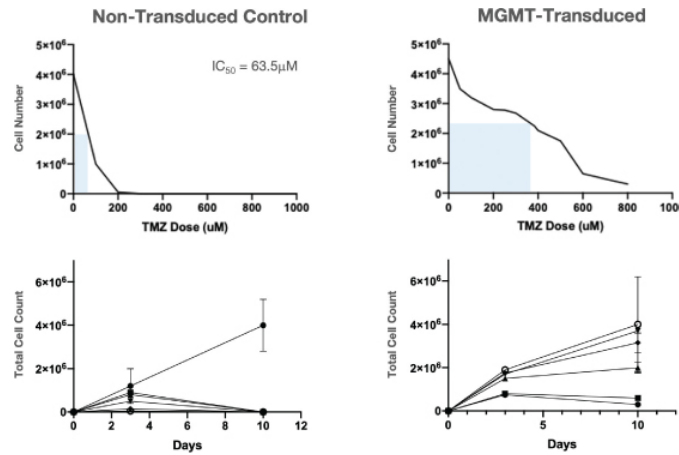 Non-Transduced Control
MGMT-Transduced
5×10⁶
4×10⁶
3×10⁶
2×10⁶
1×10⁶
0
Cell Number
IC₅₀ = 63.5µM
0 200 400 600 800 1000
TMZ Dose (uM)
5×10⁶
4×10⁶
3×10⁶
2×10⁶
1×10⁶
0
Cell Number
0 200 400 600 800 1000
TMZ Dose (uM)
6×10⁶
4×10⁶
2×10⁶
0
Total Cell Count
0 2 4 6 8 10 12
Days
6×10⁶
4×10⁶
2×10⁶
0
Total Cell Count
0 5 10
Days